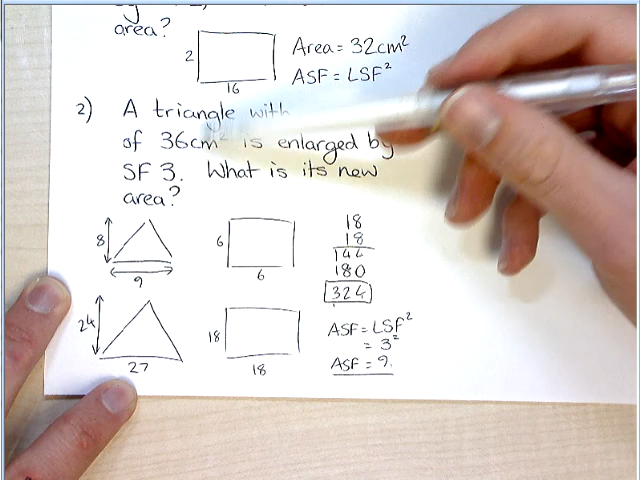 area?
2
16
Area = 32cm²
ASF = LSF²
2) A triangle with
of 36cm² is enlarged by
SF 3. What is its new
area?
8
9
6
6
18
18
144
180
324
24
27
18
18
ASF = LSF²
= 3²
ASF = 9.